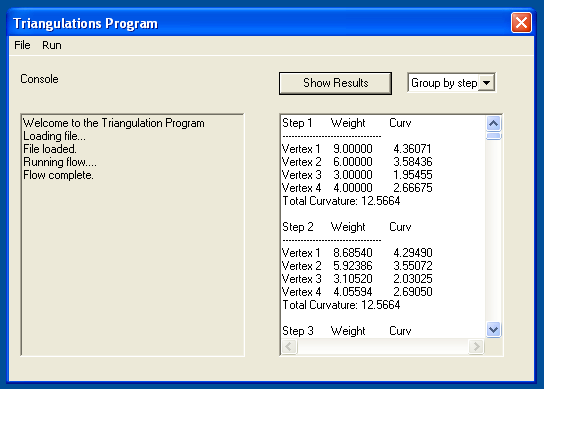 Triangulations Program
File Run
Console
Show Results
Group by step
Welcome to the Triangulation Program
Loading file...
File loaded.
Running flow....
Flow complete.
Step 1 Weight Curv
------------------------------
Vertex 1 9.00000 4.36071
Vertex 2 6.00000 3.58436
Vertex 3 3.00000 1.95455
Vertex 4 4.00000 2.66675
Total Curvature: 12.5664
Step 2 Weight Curv
------------------------------
Vertex 1 8.68540 4.29490
Vertex 2 5.92386 3.55072
Vertex 3 3.10520 2.03025
Vertex 4 4.05594 2.69050
Total Curvature: 12.5664
Step 3 Weight Curv